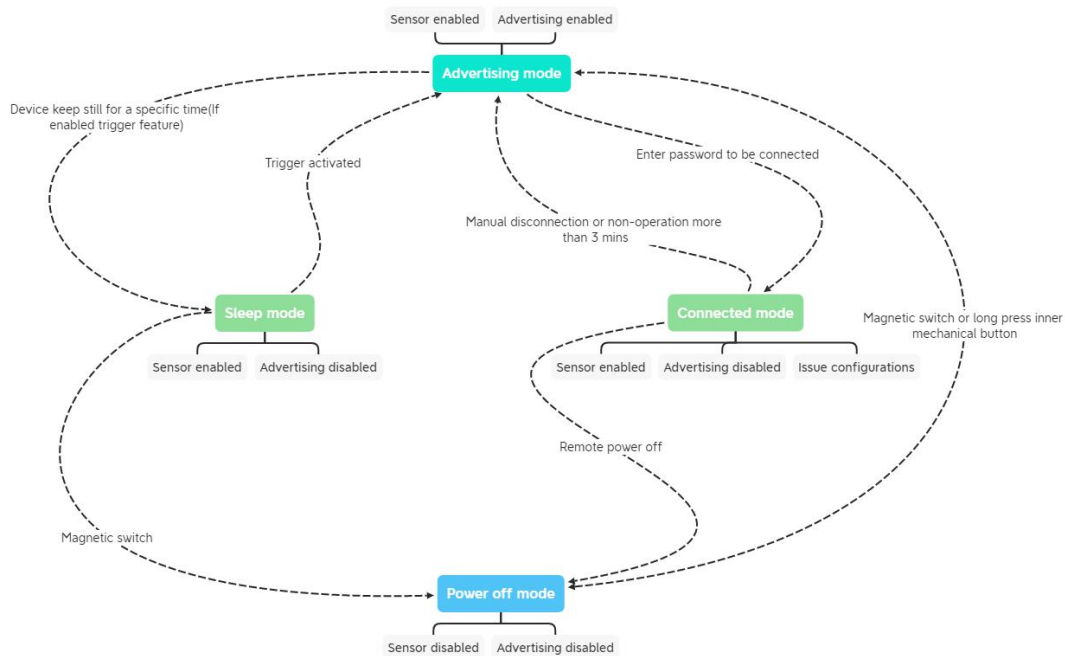 Sensor enabled
Advertising enabled
Advertising mode
Device keep still for a specific time(If
enabled trigger feature)
Trigger activated
Enter password to be connected
Manual disconnection or non-operation more
than 3 mins
Sleep mode
Connected mode
Magnetic switch or long press inner
mechanical button
Sensor enabled
Advertising disabled
Sensor enabled
Advertising disabled
Issue configurations
Remote power off
Magnetic switch
Power off mode
Sensor disabled
Advertising disabled